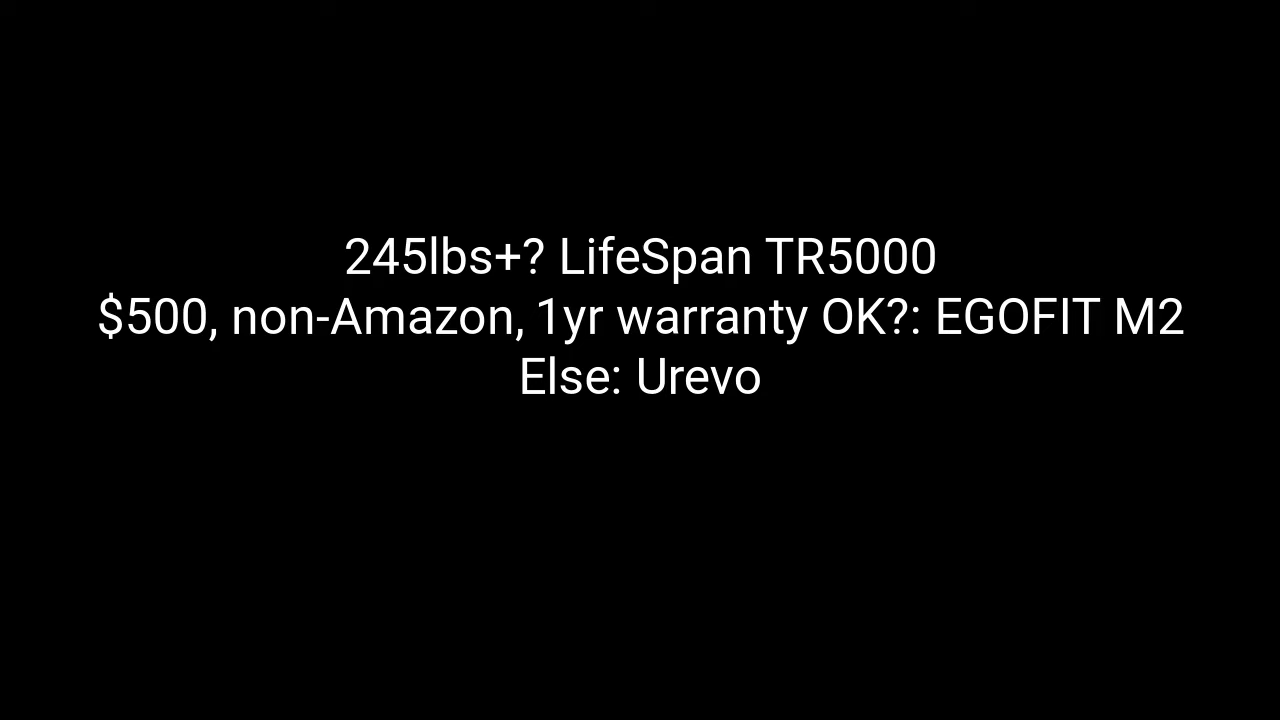 245lbs+? LifeSpan TR5000
$500, non-Amazon, 1yr warranty OK?: EGOFIT M2
Else: Urevo